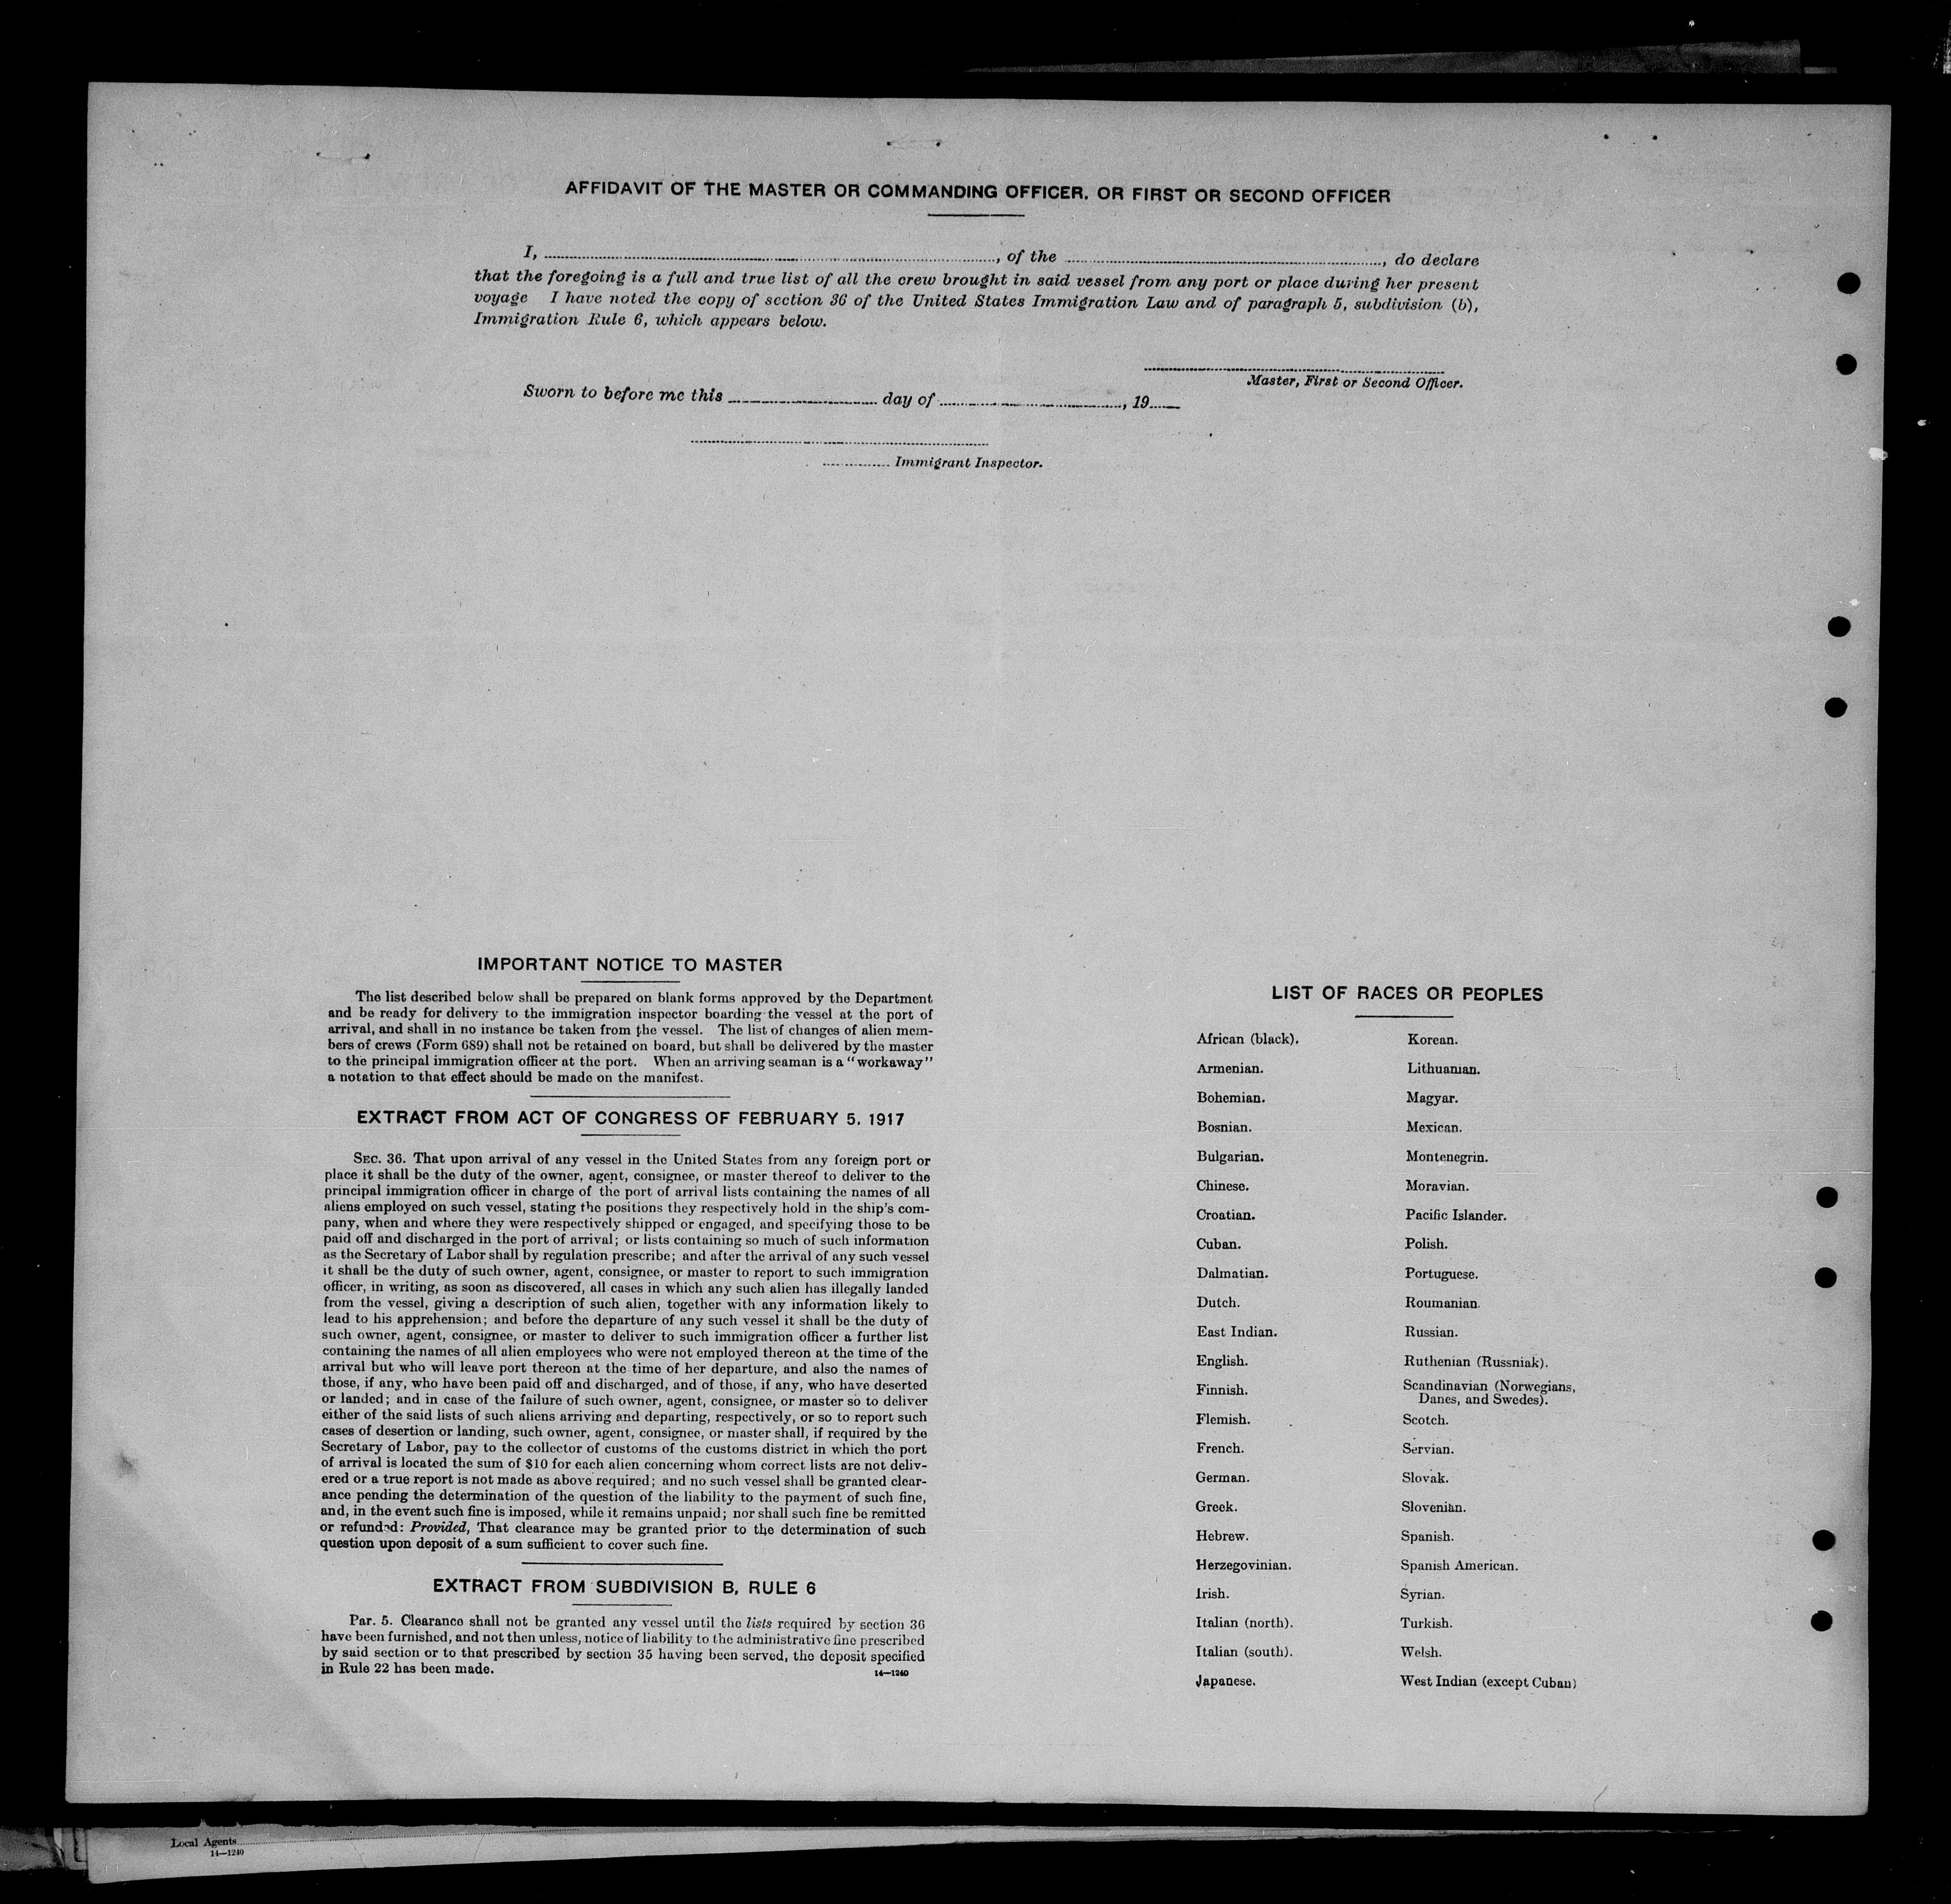 AFFIDAVIT OF THE MASTER OR COMMANDING OFFICER, OR FIRST OR SECOND OFFICER
I, , of the , do declare
that the foregoing is a full and true list of all the crew brought in said vessel from any port or place during her present
voyage I have noted the copy of section 36 of the United States Immigration Law and of paragraph 5, subdivision (b),
Immigration Rule 6, which appears below.
Master, First or Second Officer.
Sworn to before me this day of , 19
Immigrant Inspector.
IMPORTANT NOTICE TO MASTER
The list described below shall be prepared on blank forms approved by the Department
and be ready for delivery to the immigration inspector boarding the vessel at the port of
arrival, and shall in no instance be taken from the vessel. The list of changes of alien mem-
bers of crews (Form 689) shall not be retained on board, but shall be delivered by the master
to the principal immigration officer at the port. When an arriving seaman is a "workaway"
a notation to that effect should be made on the manifest.
EXTRACT FROM ACT OF CONGRESS OF FEBRUARY 5, 1917
SEC. 36. That upon arrival of any vessel in the United States from any foreign port or
place it shall be the duty of the owner, agent, consignee, or master thereof to deliver to the
principal immigration officer in charge of the port of arrival lists containing the names of all
aliens employed on such vessel, stating the positions they respectively hold in the ship's com-
pany, when and where they were respectively shipped or engaged, and specifying those to be
paid off and discharged in the port of arrival; or lists containing so much of such information
as the Secretary of Labor shall by regulation prescribe; and after the arrival of any such vessel
it shall be the duty of such owner, agent, consignee, or master to report to such immigration
officer, in writing, as soon as discovered, all cases in which any such alien has illegally landed
from the vessel, giving a description of such alien, together with any information likely to
lead to his apprehension; and before the departure of any such vessel it shall be the duty of
such owner, agent, consignee, or master to deliver to such immigration officer a further list
containing the names of all alien employees who were not employed thereon at the time of the
arrival but who will leave port thereon at the time of her departure, and also the names of
those, if any, who have been paid off and discharged, and of those, if any, who have deserted
or landed; and in case of the failure of such owner, agent, consignee, or master so to deliver
either of the said lists of such aliens arriving and departing, respectively, or so to report such
cases of desertion or landing, such owner, agent, consignee, or master shall, if required by the
Secretary of Labor, pay to the collector of customs of the customs district in which the port
of arrival is located the sum of $10 for each alien concerning whom correct lists are not deliv-
ered or a true report is not made as above required; and no such vessel shall be granted clear-
ance pending the determination of the question of the liability to the payment of such fine,
and, in the event such fine is imposed, while it remains unpaid; nor shall such fine be remitted
or refunded: Provided, That clearance may be granted prior to the determination of such
question upon deposit of a sum sufficient to cover such fine.
EXTRACT FROM SUBDIVISION B, RULE 6
Par. 5. Clearance shall not be granted any vessel until the lists required by section 36
have been furnished, and not then unless, notice of liability to the administrative fine prescribed
by said section or to that prescribed by section 35 having been served, the deposit specified
in Rule 22 has been made.
14—1240
LIST OF RACES OR PEOPLES
African (black). Korean.
Armenian. Lithuanian.
Bohemian. Magyar.
Bosnian. Mexican.
Bulgarian. Montenegrin.
Chinese. Moravian.
Croatian. Pacific Islander.
Cuban. Polish.
Dalmatian. Portuguese.
Dutch. Roumanian.
East Indian. Russian.
English. Ruthenian (Russniak).
Finnish. Scandinavian (Norwegians,
Danes, and Swedes).
Flemish. Scotch.
French. Servian.
German. Slovak.
Greek. Slovenian.
Hebrew. Spanish.
Herzegovinian. Spanish American.
Irish. Syrian.
Italian (north). Turkish.
Italian (south). Welsh.
Japanese. West Indian (except Cuban)
Local Agents
14—1240